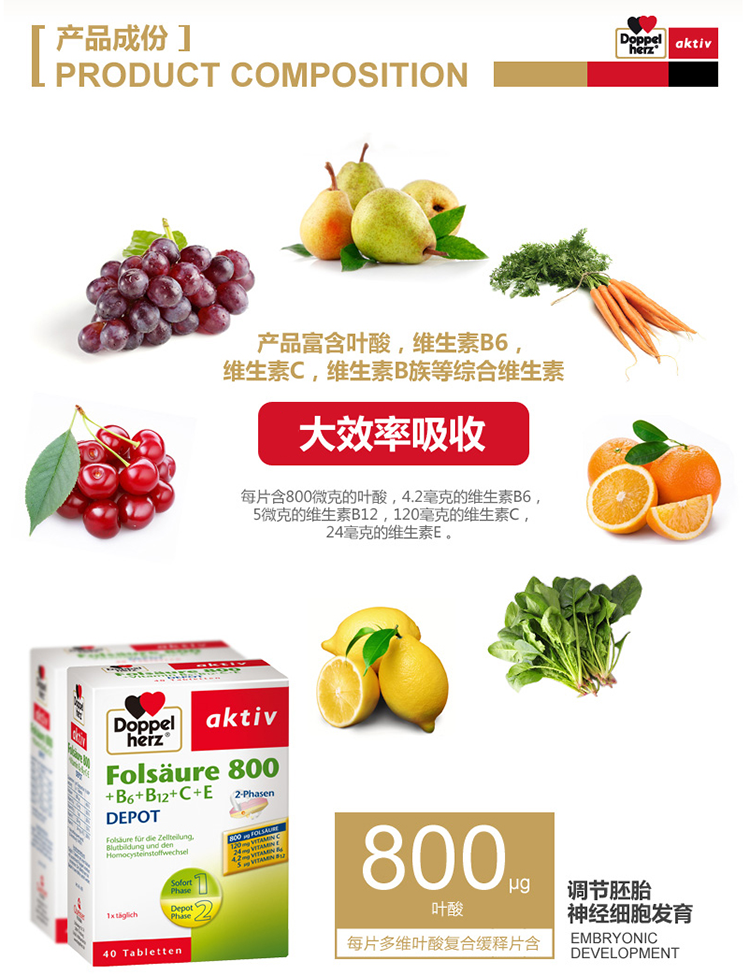 产品成份
PRODUCT COMPOSITION
Doppel
herz®
aktiv
产品富含叶酸，维生素B6，
维生素C，维生素B族等综合维生素
大效率吸收
每片含800微克的叶酸，4.2毫克的维生素B6，
5微克的维生素B12，120毫克的维生素C，
24毫克的维生素E 。
aktiv
Doppel
herz®
aktiv
Folsäure 800
+B6+B12+C+E
2-Phasen
DEPOT
Folsäure für die Zellteilung,
Blutbildung und den
Homocysteinstoffwechsel
800 µg FOLSÄURE
120 mg VITAMIN C
24 mg VITAMIN E
4,2 mg VITAMIN B6
5 µg VITAMIN B12
Sofort
Phase 1
Depot
Phase 2
1x täglich
40 Tabletten
800 µg
叶酸
每片多维叶酸复合缓释片含
调节胚胎
神经细胞发育
EMBRYONIC
DEVELOPMENT